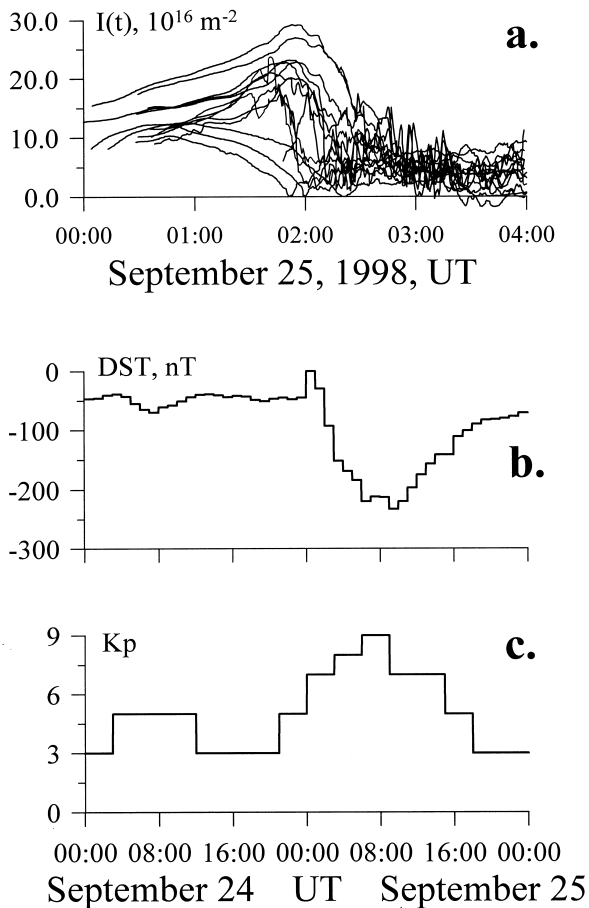 30.0 I(t), 10¹⁶ m⁻² a.
20.0
10.0
0.0
00:00 01:00 02:00 03:00 04:00
September 25, 1998, UT
0 DST, nT
-100
b.
-200
-300
9 Kp c.
6
3
0
00:00 08:00 16:00 00:00 08:00 16:00 00:00
September 24 UT September 25